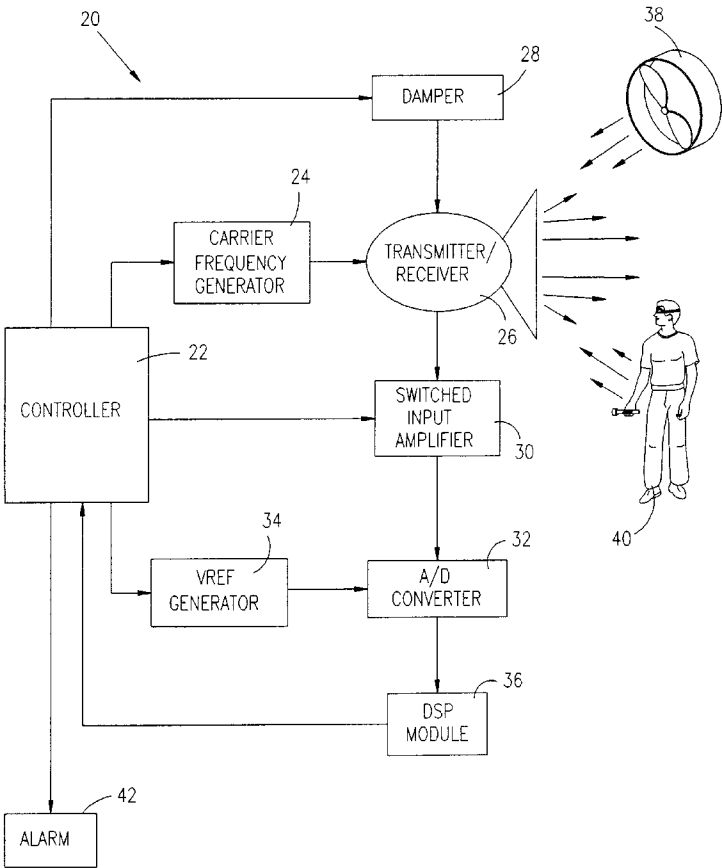 20
38
28
DAMPER
24
CARRIER
FREQUENCY
GENERATOR
TRANSMITTER/
RECEIVER
26
22
CONTROLLER
SWITCHED
INPUT
AMPLIFIER
30
40
34
VREF
GENERATOR
32
A/D
CONVERTER
36
DSP
MODULE
42
ALARM